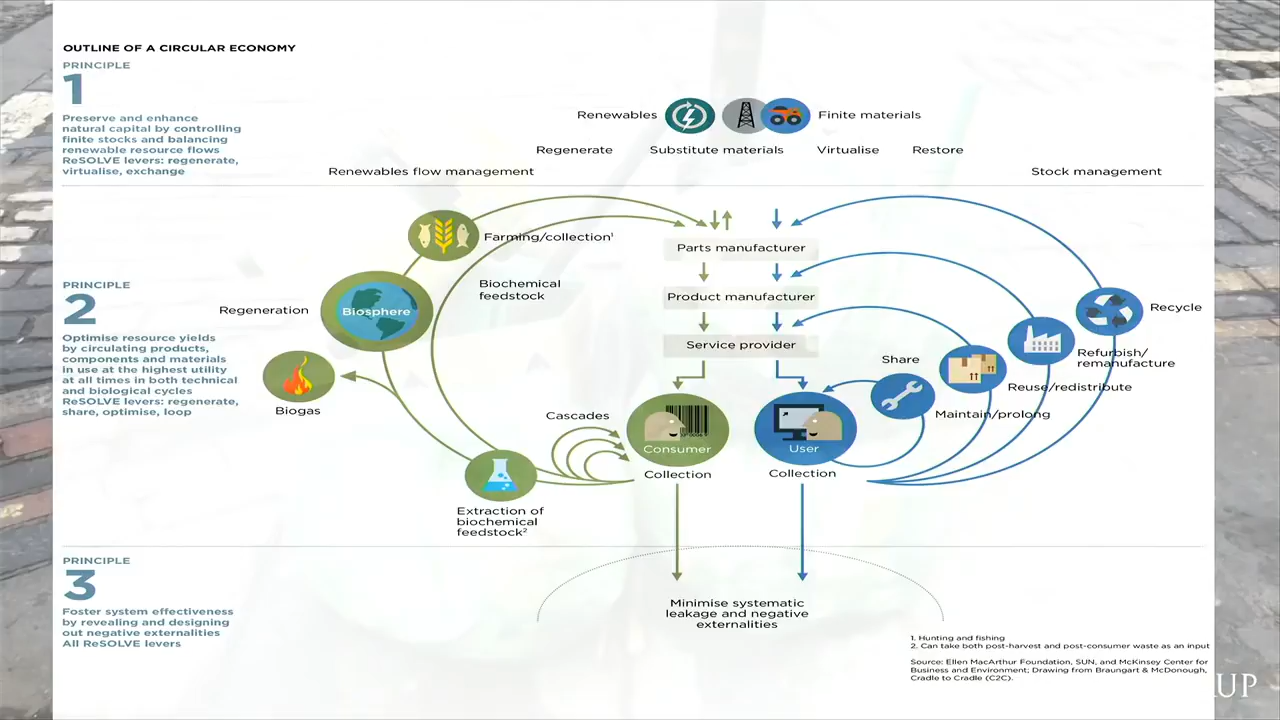 OUTLINE OF A CIRCULAR ECONOMY
PRINCIPLE
1
Preserve and enhance
natural capital by controlling
finite stocks and balancing
renewable resource flows
ReSOLVE levers: regenerate,
virtualise, exchange
Renewables
Finite materials
Regenerate
Substitute materials
Virtualise
Restore
Renewables flow management
Stock management
PRINCIPLE
2
Optimise resource yields
by circulating products,
components and materials
in use at the highest utility
at all times in both technical
and biological cycles
ReSOLVE levers: regenerate,
share, optimise, loop
Farming/collection¹
Biochemical
feedstock
Regeneration
Biosphere
Biogas
Cascades
Extraction of
biochemical
feedstock²
Parts manufacturer
Product manufacturer
Service provider
Consumer
Collection
User
Collection
Share
Maintain/prolong
Reuse/redistribute
Refurbish/
remanufacture
Recycle
PRINCIPLE
3
Foster system effectiveness
by revealing and designing
out negative externalities
All ReSOLVE levers
Minimise systematic
leakage and negative
externalities
1. Hunting and fishing
2. Can take both post-harvest and post-consumer waste as an input
Source: Ellen MacArthur Foundation, SUN, and McKinsey Center for
Business and Environment; Drawing from Braungart & McDonough,
Cradle to Cradle (C2C).
UP